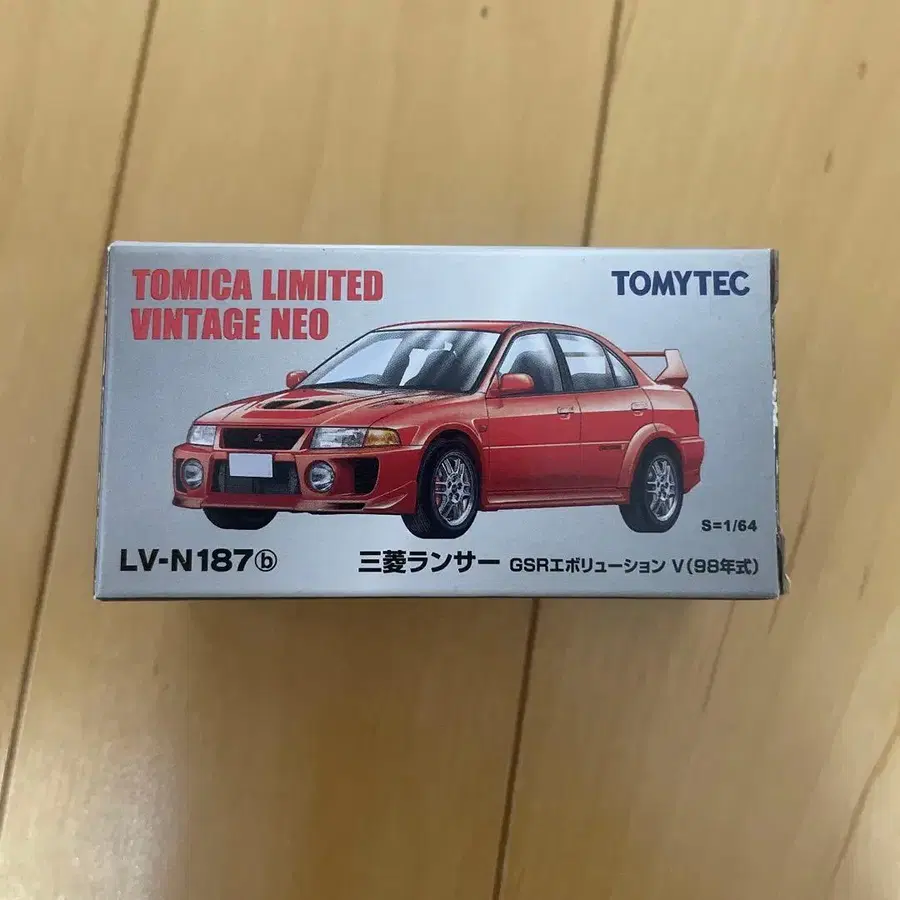 TOMICA LIMITED
VINTAGE NEO
TOMYTEC
S=1/64
LV-N187ⓑ
三菱ランサー GSRエボリューション V(98年式)